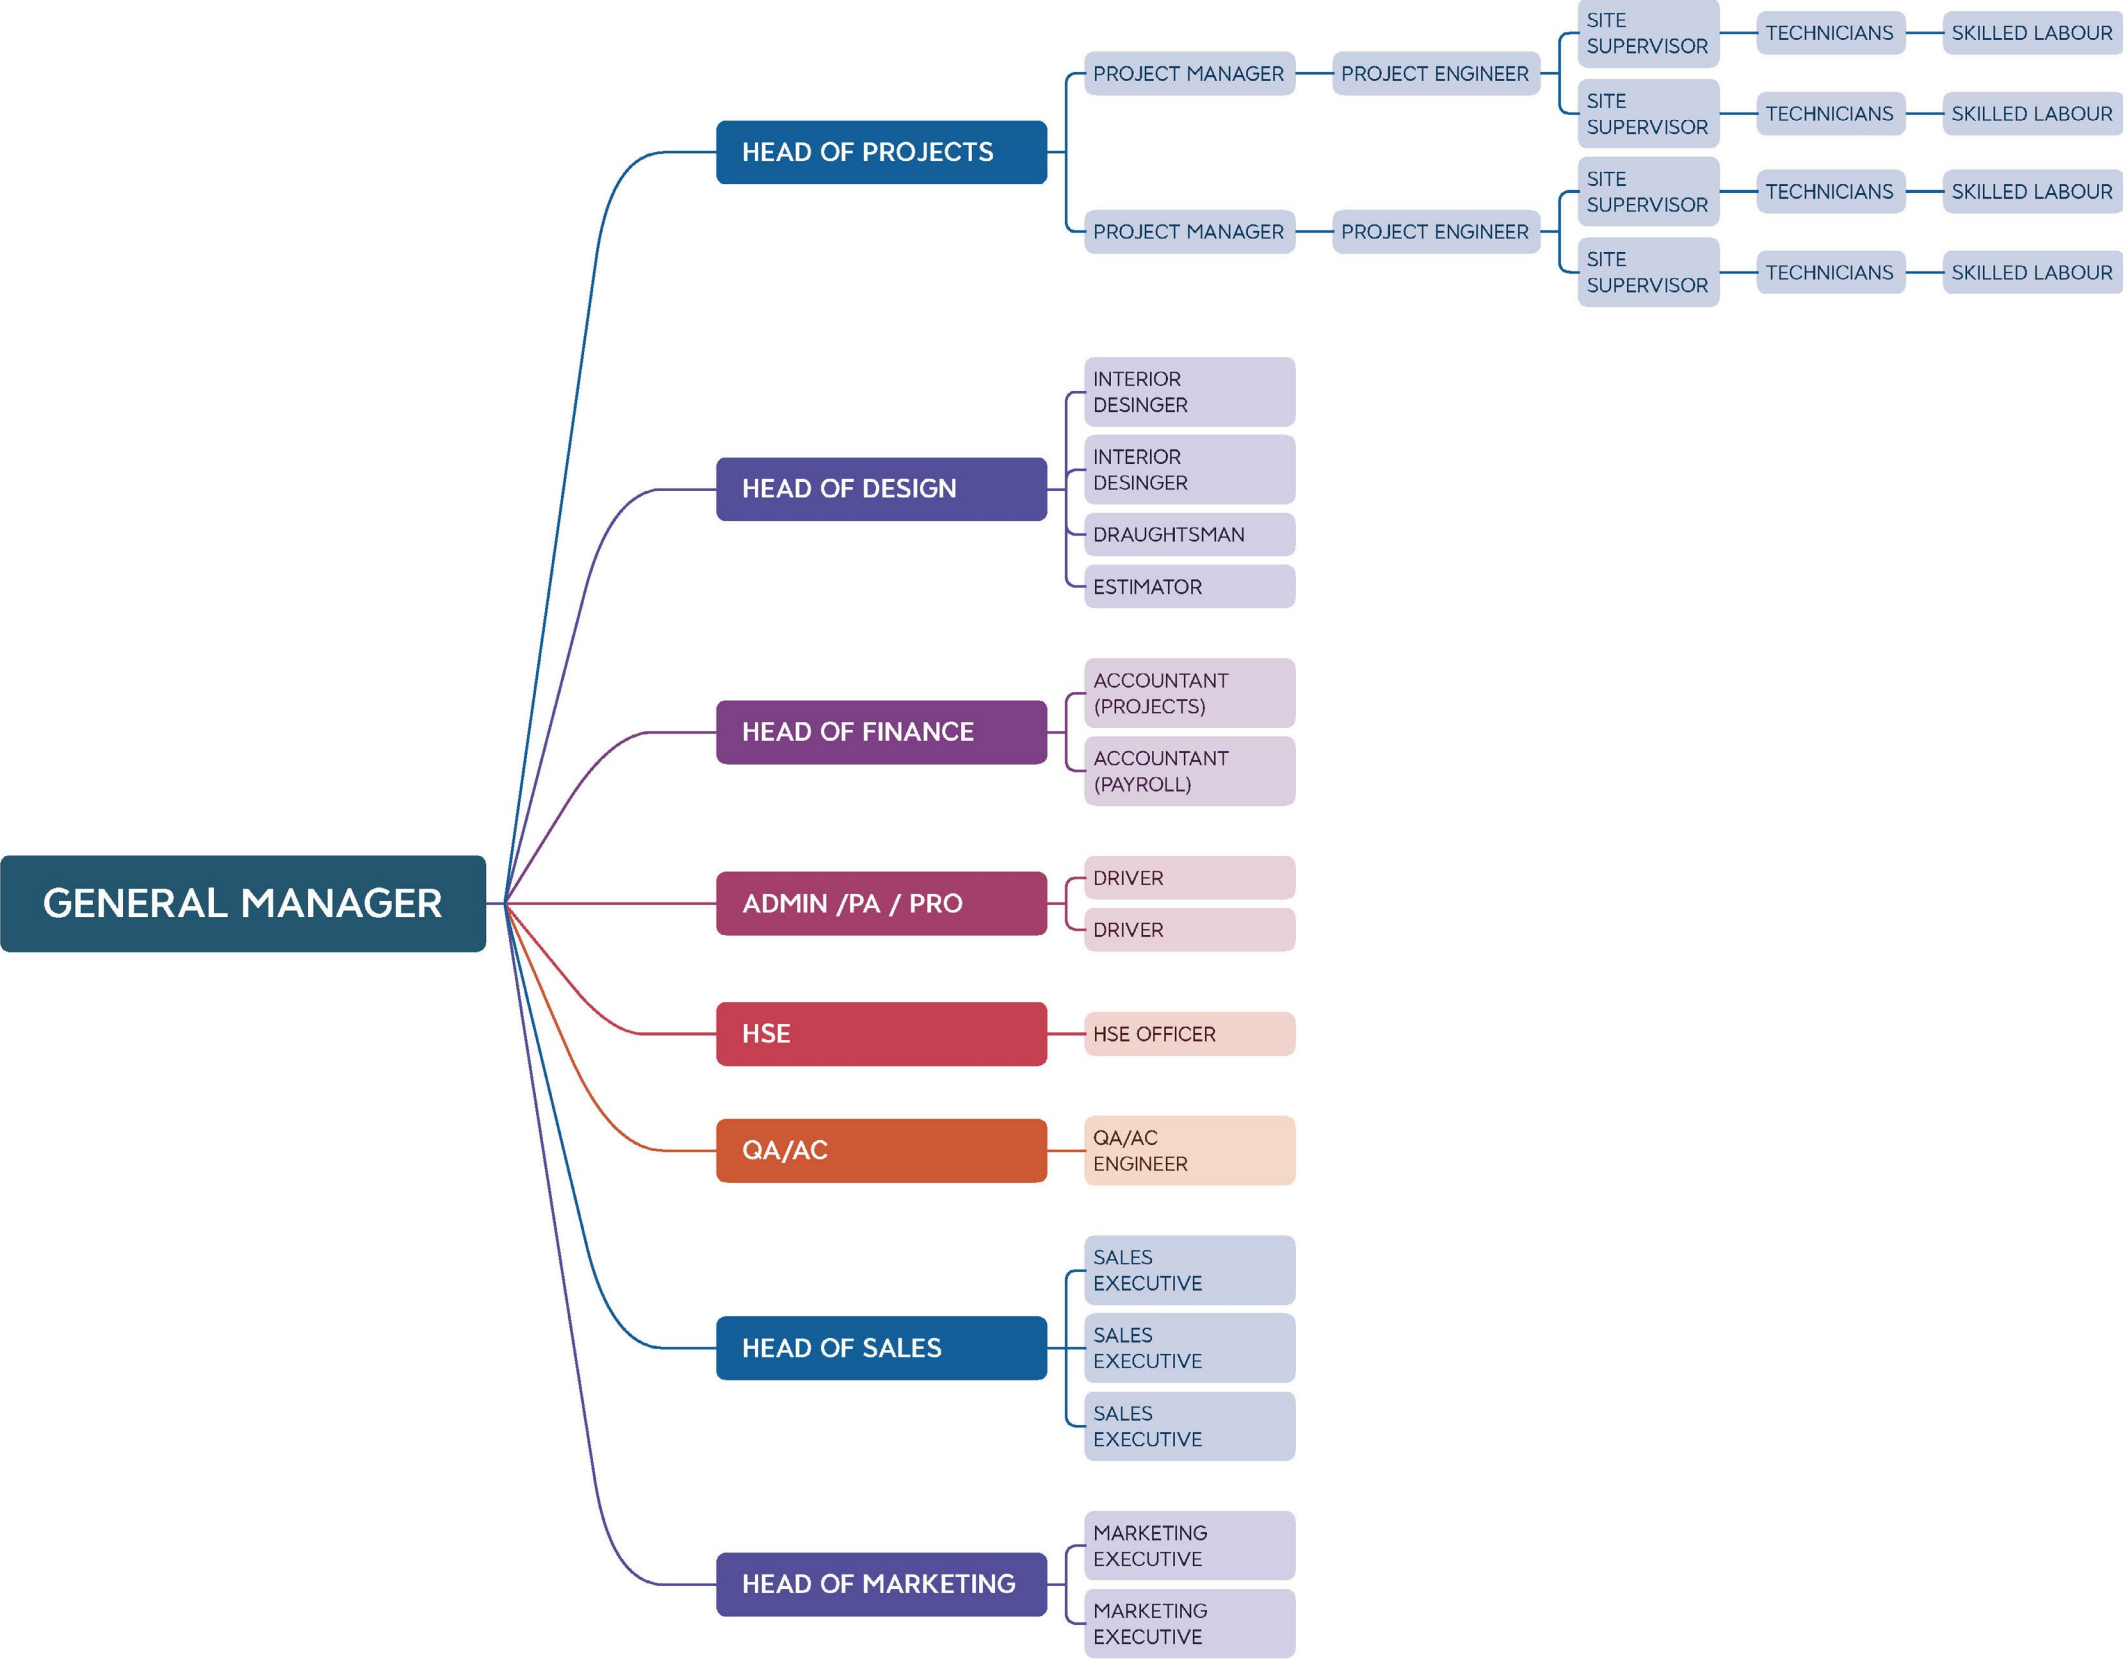 GENERAL MANAGER
HEAD OF PROJECTS
PROJECT MANAGER
PROJECT ENGINEER
SITE
SUPERVISOR
TECHNICIANS
SKILLED LABOUR
SITE
SUPERVISOR
TECHNICIANS
SKILLED LABOUR
PROJECT MANAGER
PROJECT ENGINEER
SITE
SUPERVISOR
TECHNICIANS
SKILLED LABOUR
SITE
SUPERVISOR
TECHNICIANS
SKILLED LABOUR
HEAD OF DESIGN
INTERIOR
DESINGER
INTERIOR
DESINGER
DRAUGHTSMAN
ESTIMATOR
HEAD OF FINANCE
ACCOUNTANT
(PROJECTS)
ACCOUNTANT
(PAYROLL)
ADMIN /PA / PRO
DRIVER
DRIVER
HSE
HSE OFFICER
QA/AC
QA/AC
ENGINEER
HEAD OF SALES
SALES
EXECUTIVE
SALES
EXECUTIVE
SALES
EXECUTIVE
HEAD OF MARKETING
MARKETING
EXECUTIVE
MARKETING
EXECUTIVE